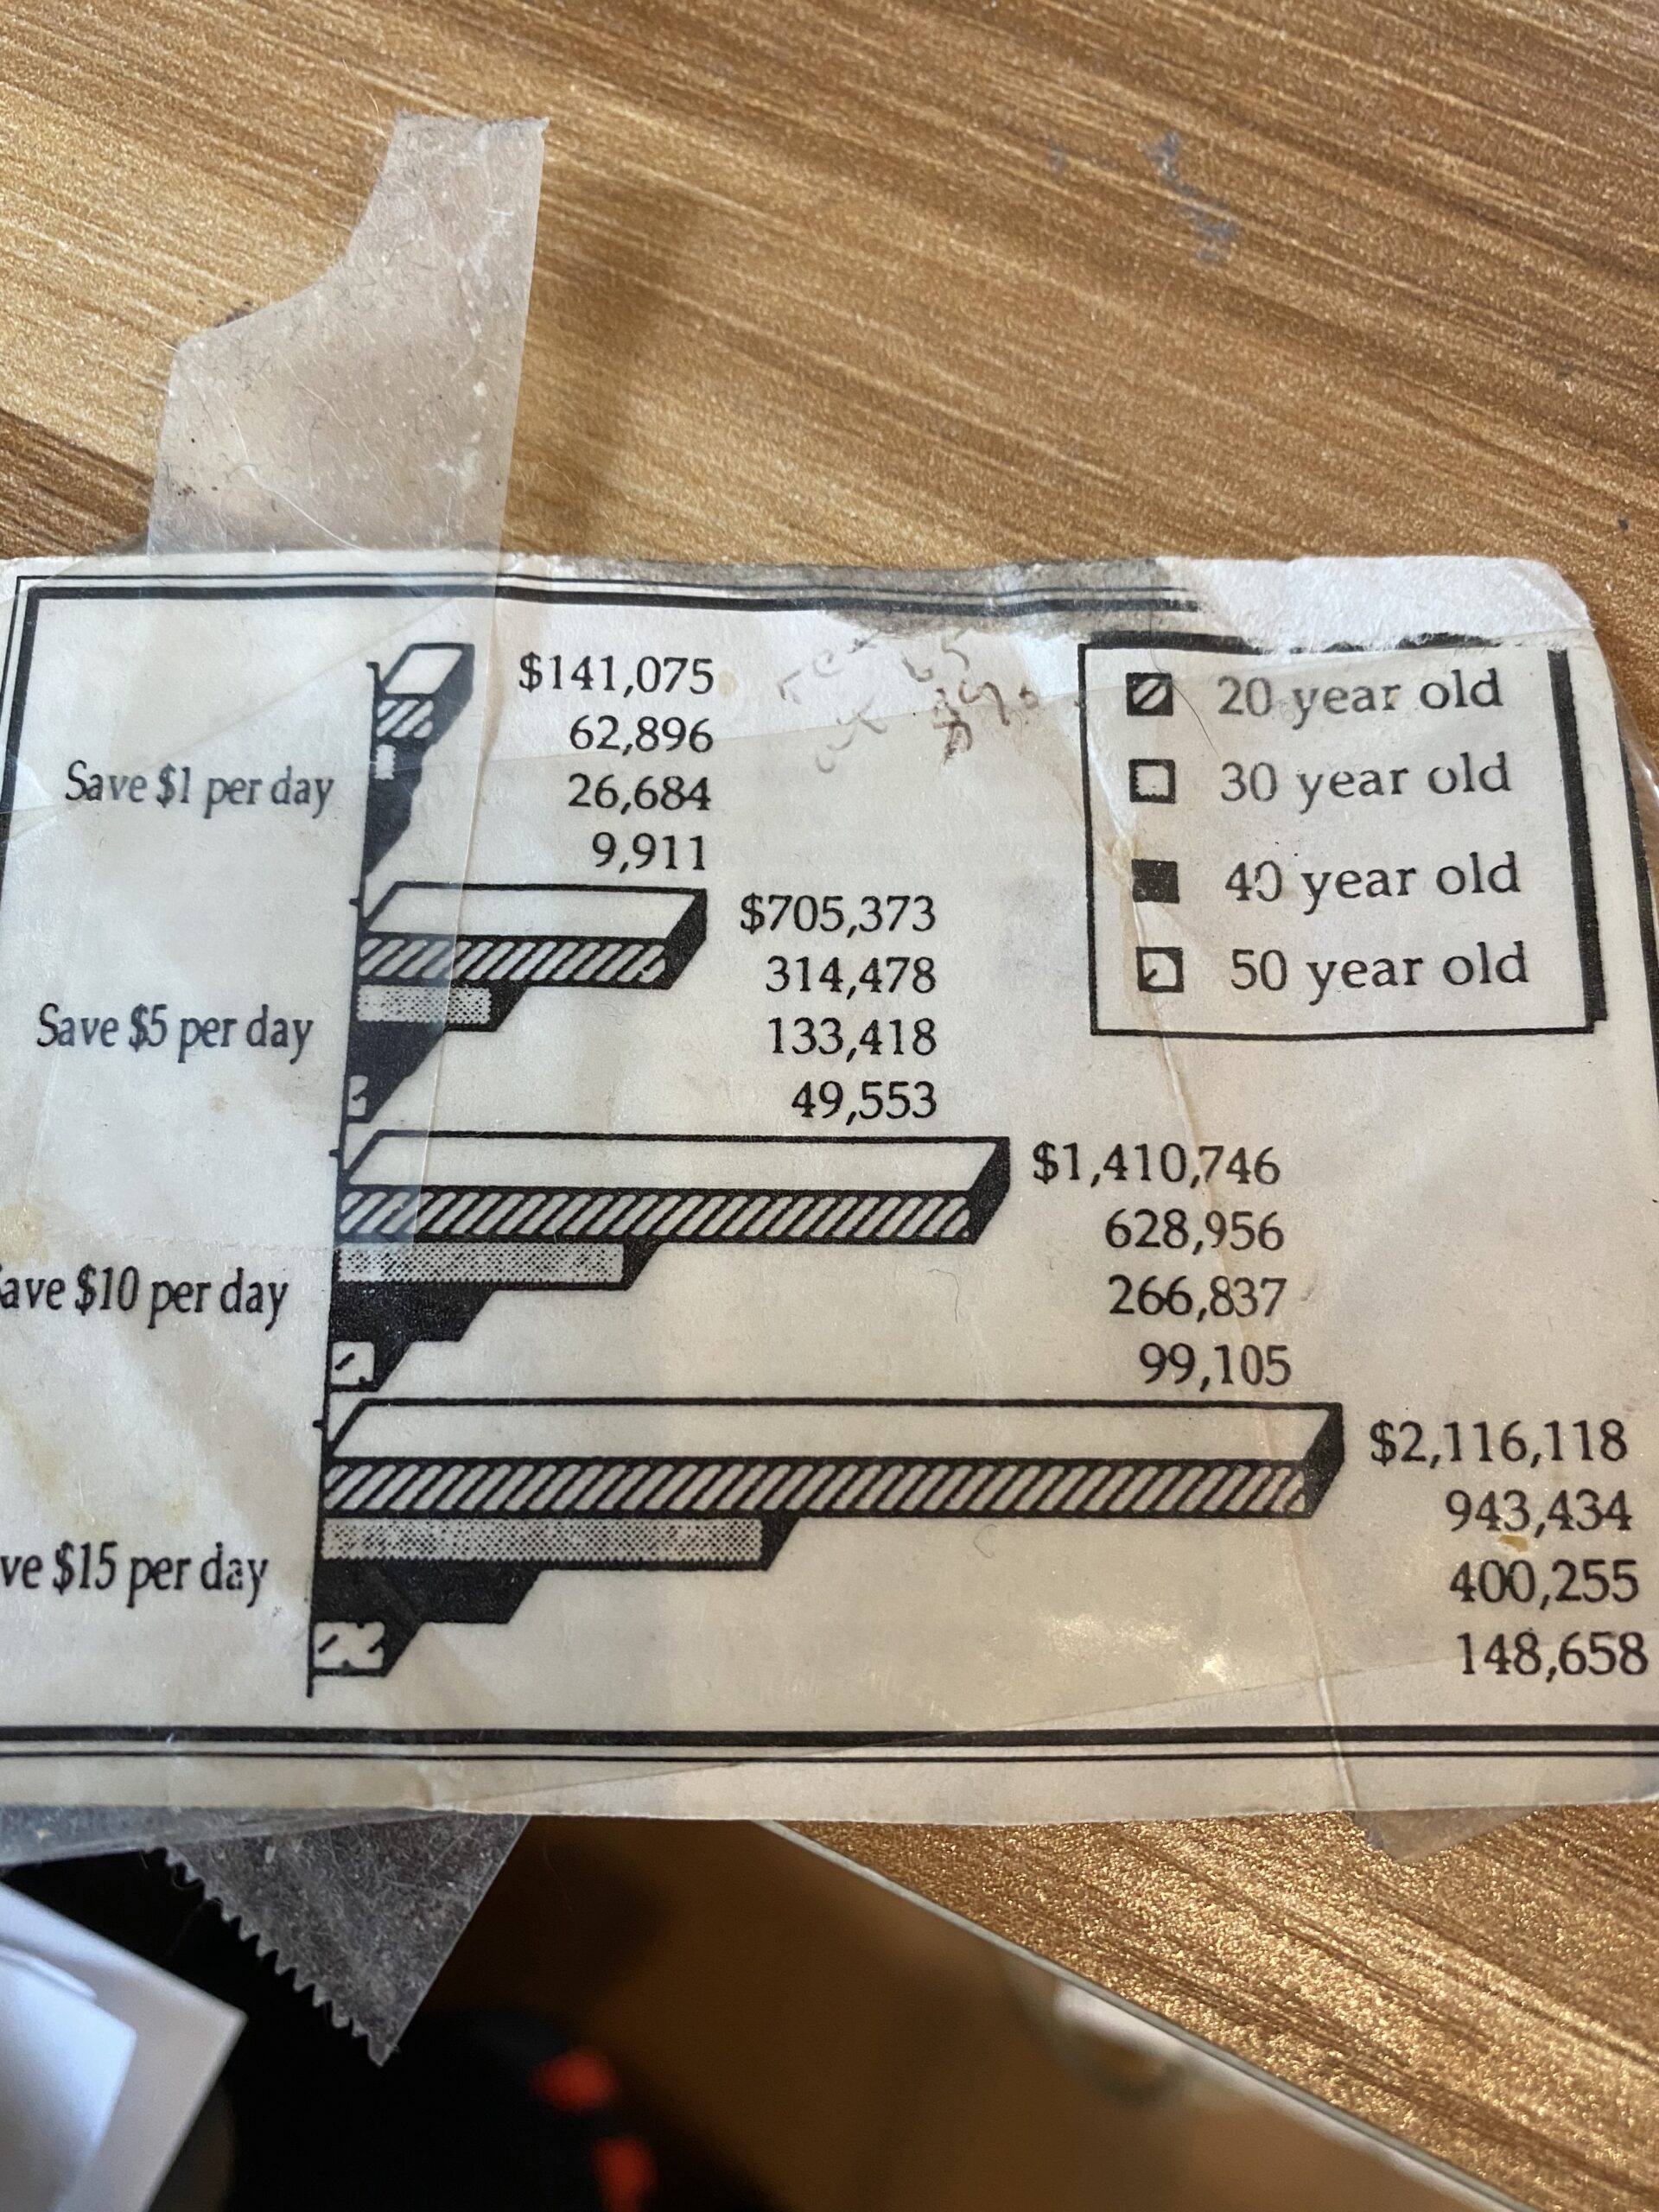 $141,075
62,896
Save $1 per day
26,684
9,911
$705,373
314,478
Save $5 per day
133,418
49,553
$1,410,746
628,956
ave $10 per day
266,837
99,105
$2,116,118
943,434
ve $15 per day
400,255
148,658
20 year old
30 year old
40 year old
50 year old